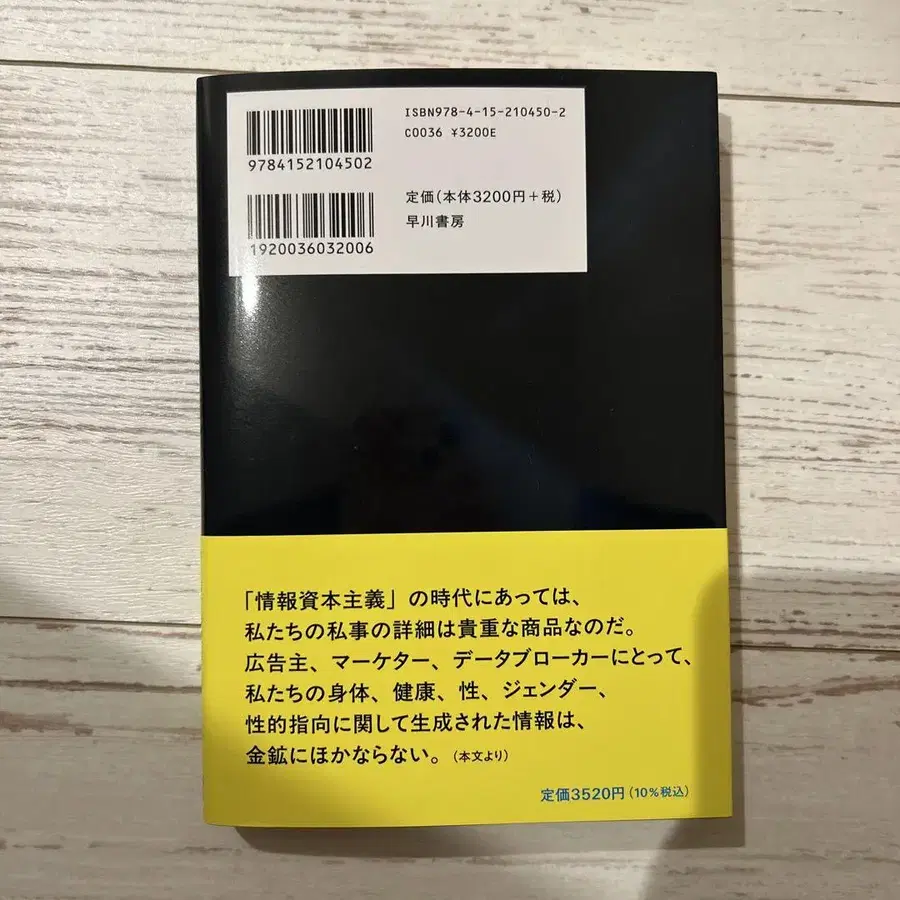 ISBN978-4-15-210450-2
C0036 ¥3200E
9784152104502
定価(本体3200円+税)
早川書房
1920036032006
「情報資本主義」の時代にあっては、
私たちの私事の詳細は貴重な商品なのだ。
広告主、マーケター、データブローカーにとって、
私たちの身体、健康、性、ジェンダー、
性的指向に関して生成された情報は、
金鉱にほかならない。(本文より)
定価3520円(10%税込)